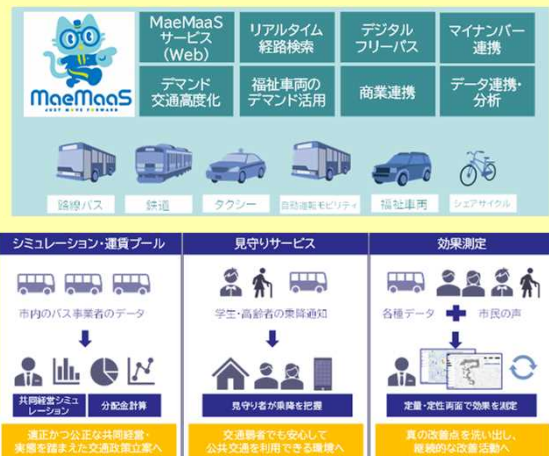 MaeMaaS
サービス
(Web)
リアルタイム
経路検索
デジタル
フリーパス
マイナンバー
連携
MaeMaaS
JUST MOVE FORWARD
デマンド
交通高度化
福祉車両の
デマンド活用
商業連携
データ連携・
分析
路線バス
鉄道
タクシー
自動運転モビリティ
福祉車両
シェアサイクル
シミュレーション・運賃プール
見守りサービス
効果測定
市内のバス事業者のデータ
学生・高齢者の乗降通知
各種データ
市民の声
共同経営シミュ
レーション
分配金計算
見守り者が乗降を把握
定量・定性両面で効果を測定
適正かつ公正な共同経営・
実態を踏まえた交通政策立案へ
交通弱者でも安心して
公共交通を利用できる環境へ
真の改善点を洗い出し、
継続的な改善活動へ